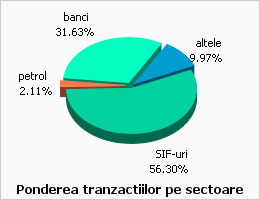 banci
31.63%
altele
9.97%
petrol
2.11%
SIF-uri
56.30%
Ponderea tranzactiilor pe sectoare